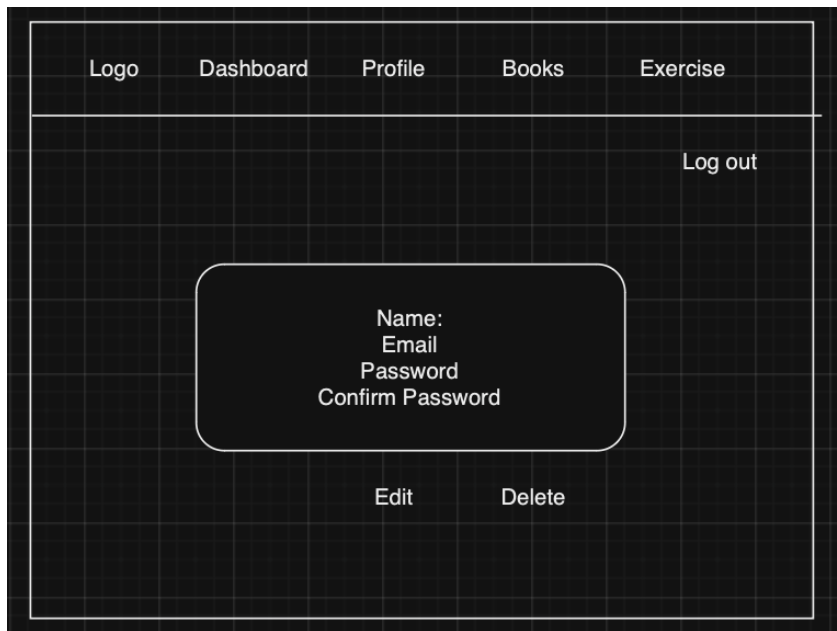 Logo Dashboard Profile Books Exercise
Log out
Name:
Email
Password
Confirm Password
Edit Delete